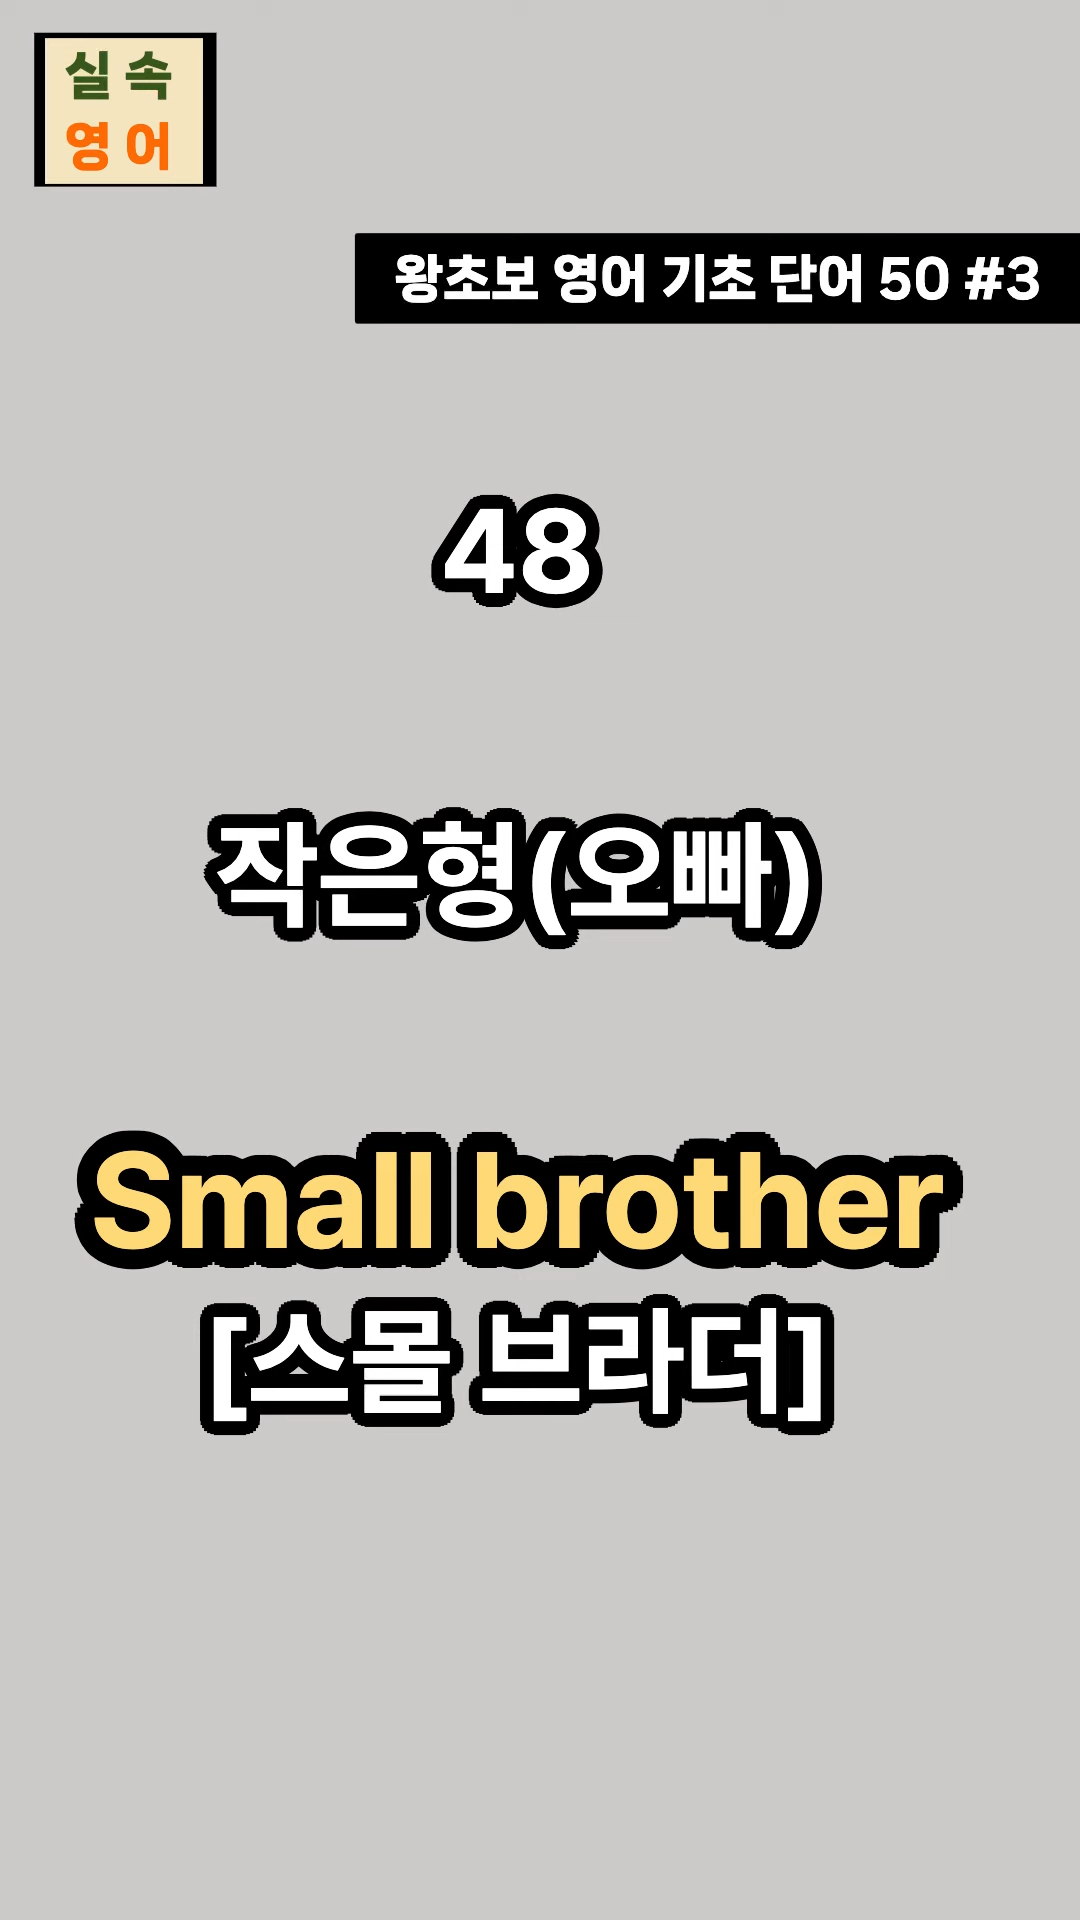 실속
영어
왕초보 영어 기초 단어 50 #3
48
작은형(오빠)
Small brother
[스몰 브라더]